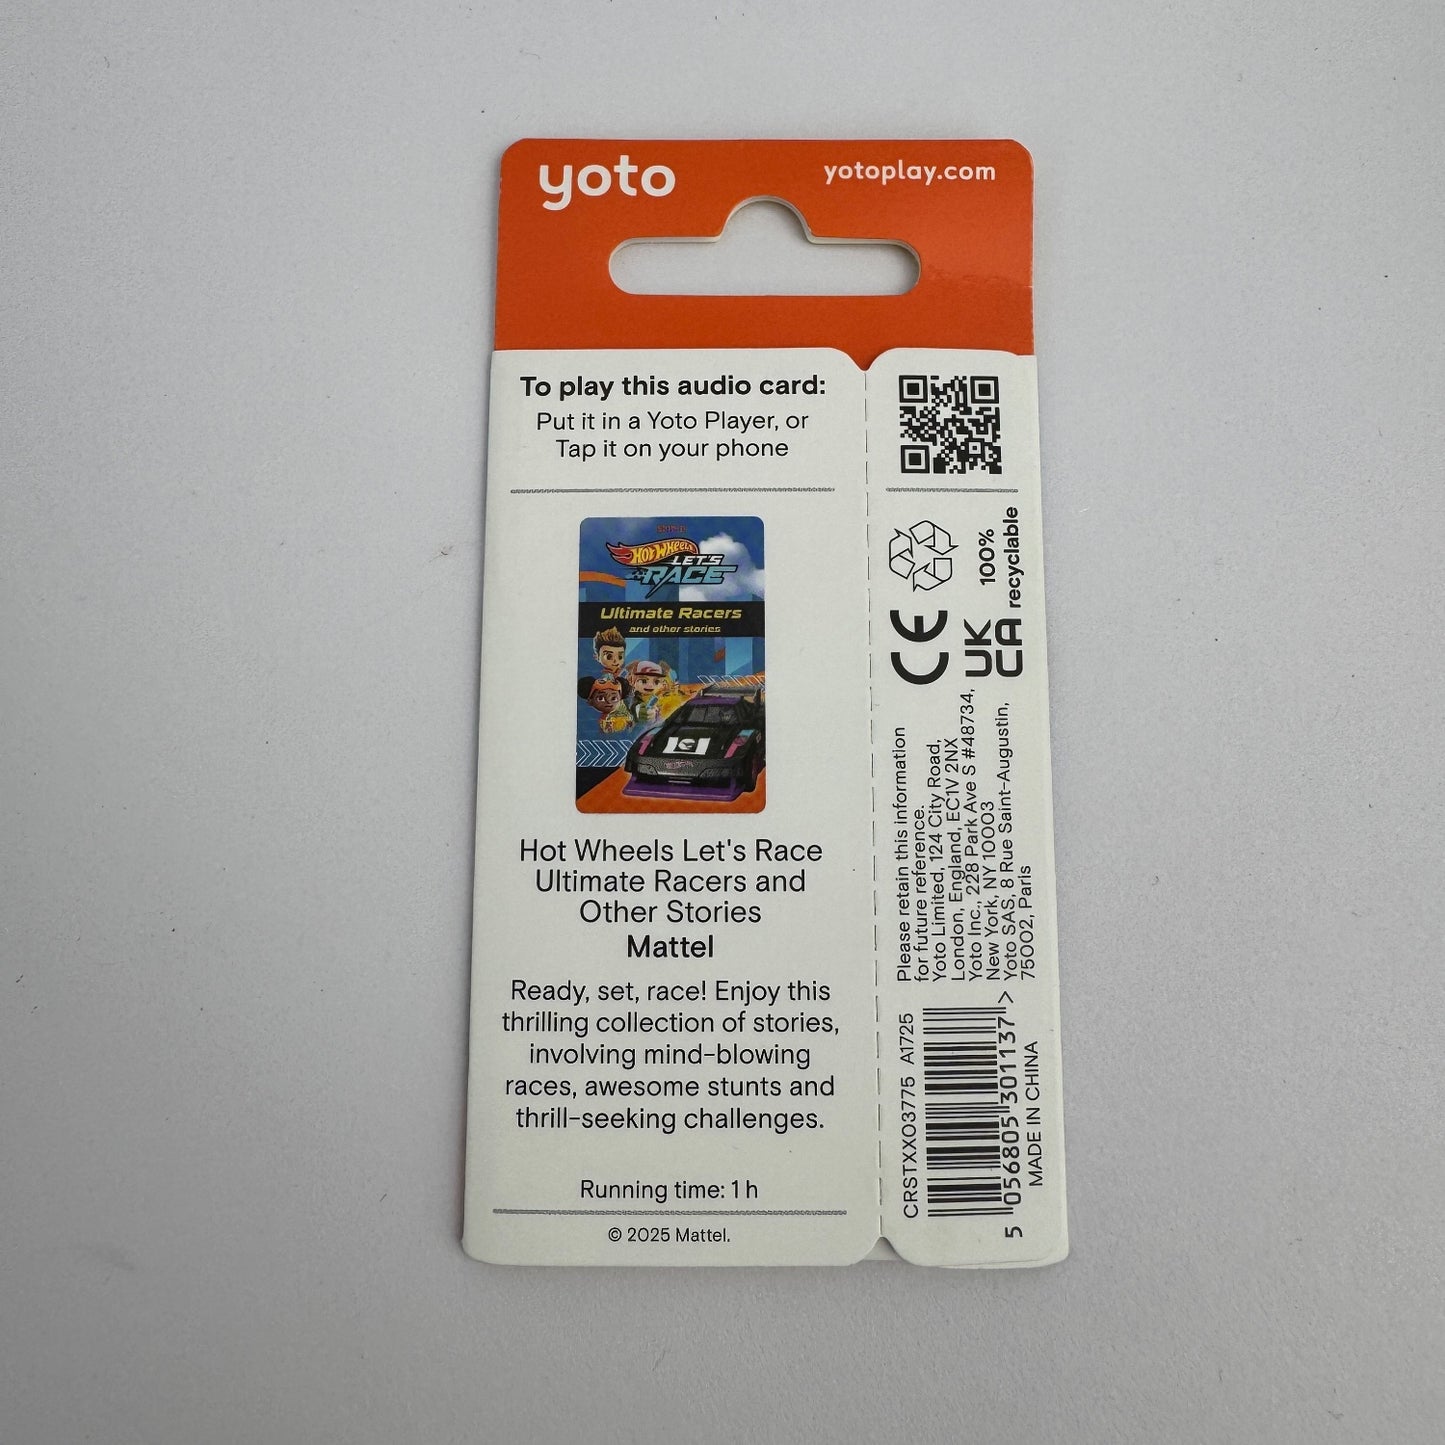 yoto
yotoplay.com
To play this audio card:
Put it in a Yoto Player, or
Tap it on your phone
HOT WHEELS
LET'S
RACE
Ultimate Racers
and other stories
Hot Wheels Let's Race
Ultimate Racers and
Other Stories
Mattel
Ready, set, race! Enjoy this
thrilling collection of stories,
involving mind-blowing
races, awesome stunts and
thrill-seeking challenges.
Running time: 1 h
© 2025 Mattel.
100%
recyclable
CE
UK
CA
Please retain this information
for future reference.
Yoto Limited, 124 City Road,
London, England, EC1V 2NX
Yoto Inc., 228 Park Ave S #48734,
New York, NY 10003
Yoto SAS, 8 Rue Saint-Augustin,
75002, Paris
CRSTXX03775 A1725
5 056805 301137 >
MADE IN CHINA